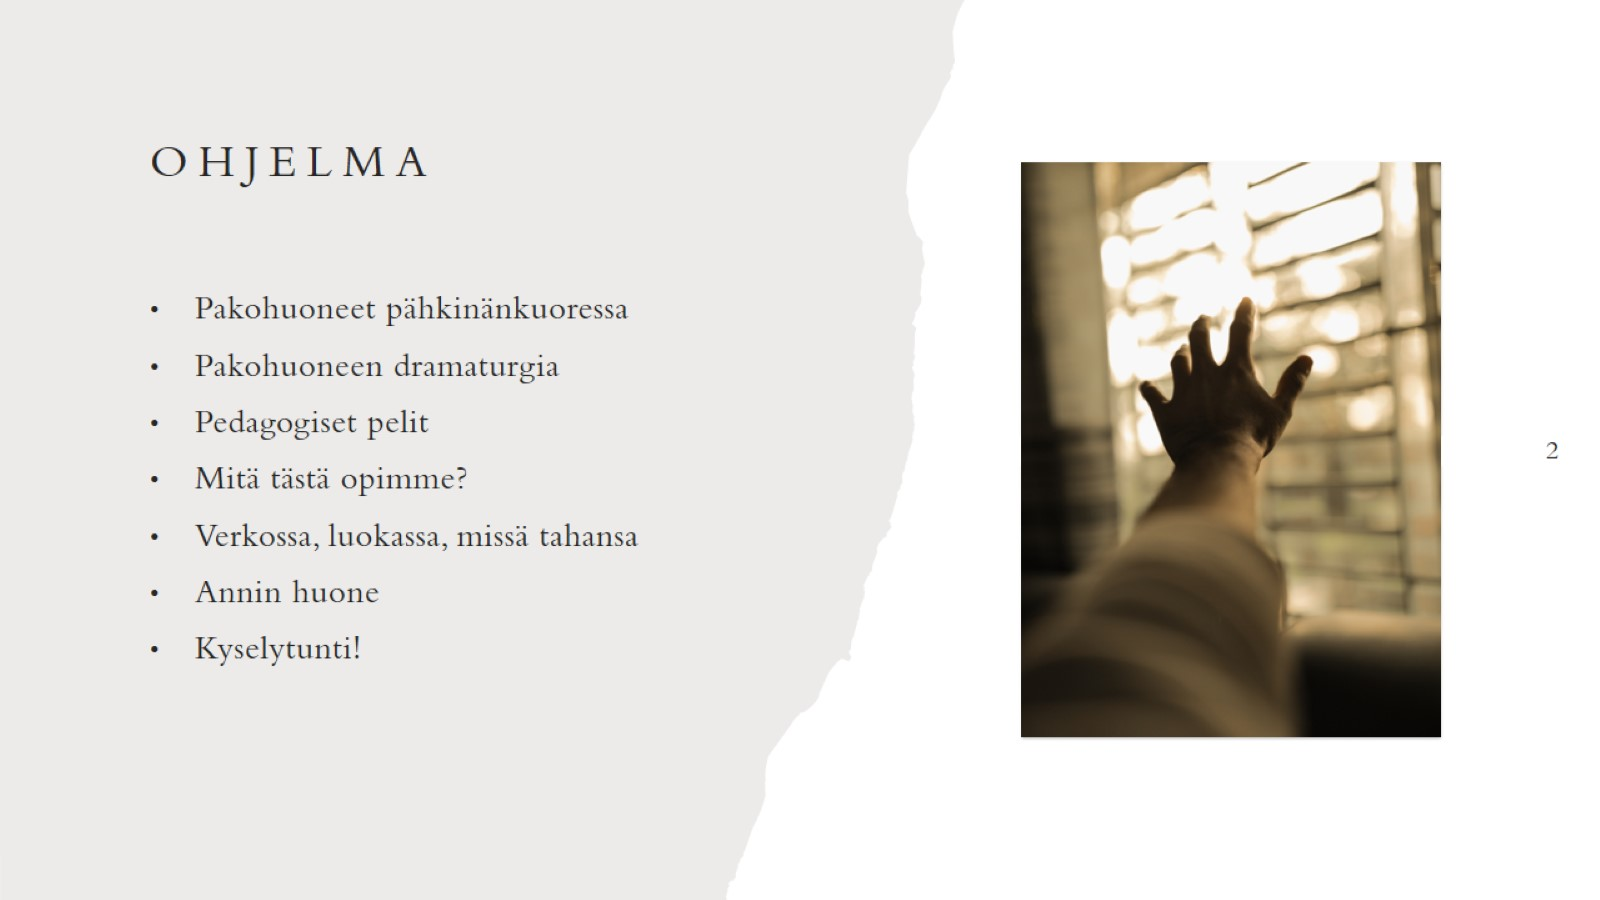 OHJELMA
• Pakohuoneet pähkinänkuoressa
• Pakohuoneen dramaturgia
• Pedagogiset pelit
• Mitä tästä opimme?
• Verkossa, luokassa, missä tahansa
• Annin huone
• Kyselytunti!
2